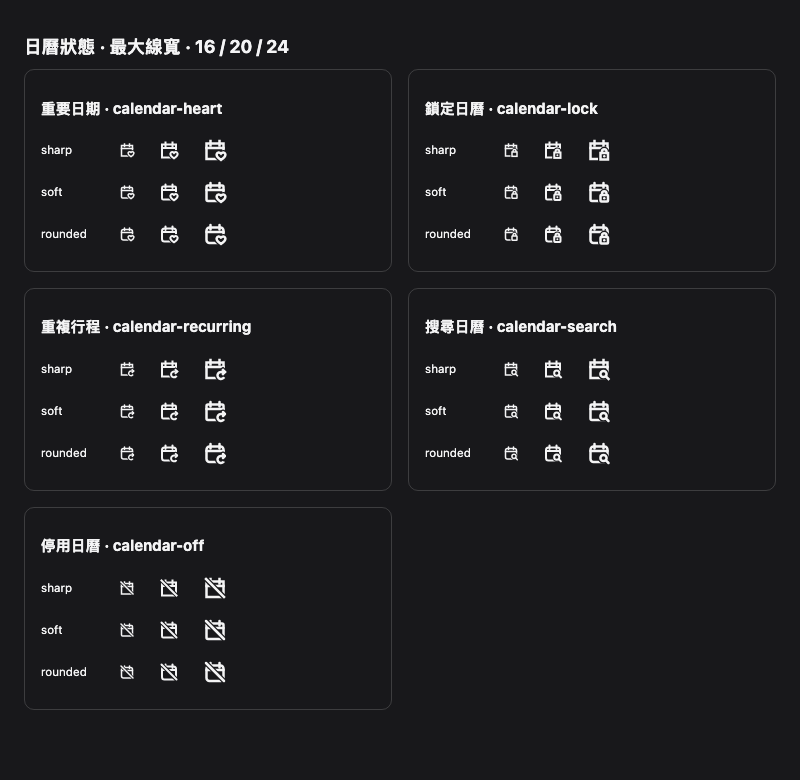 日曆狀態 · 最大線寬 · 16 / 20 / 24
重要日期 · calendar-heart
sharp
soft
rounded
鎖定日曆 · calendar-lock
sharp
soft
rounded
重複行程 · calendar-recurring
sharp
soft
rounded
搜尋日曆 · calendar-search
sharp
soft
rounded
停用日曆 · calendar-off
sharp
soft
rounded